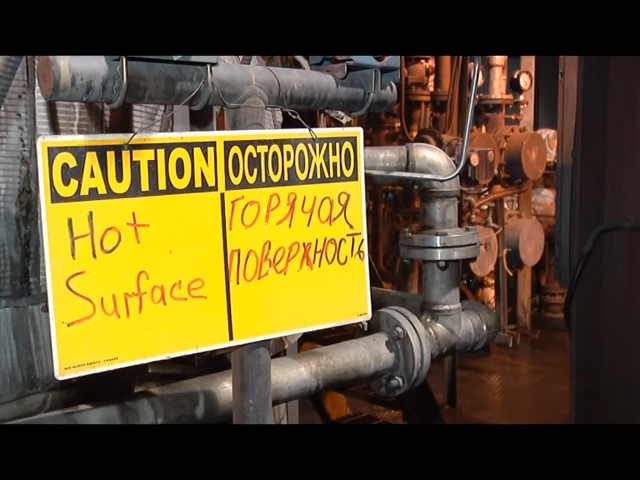 CAUTION
Hot
Surface
ОСТОРОЖНО
ГОРЯЧАЯ
ПОВЕРХНОСТЬ